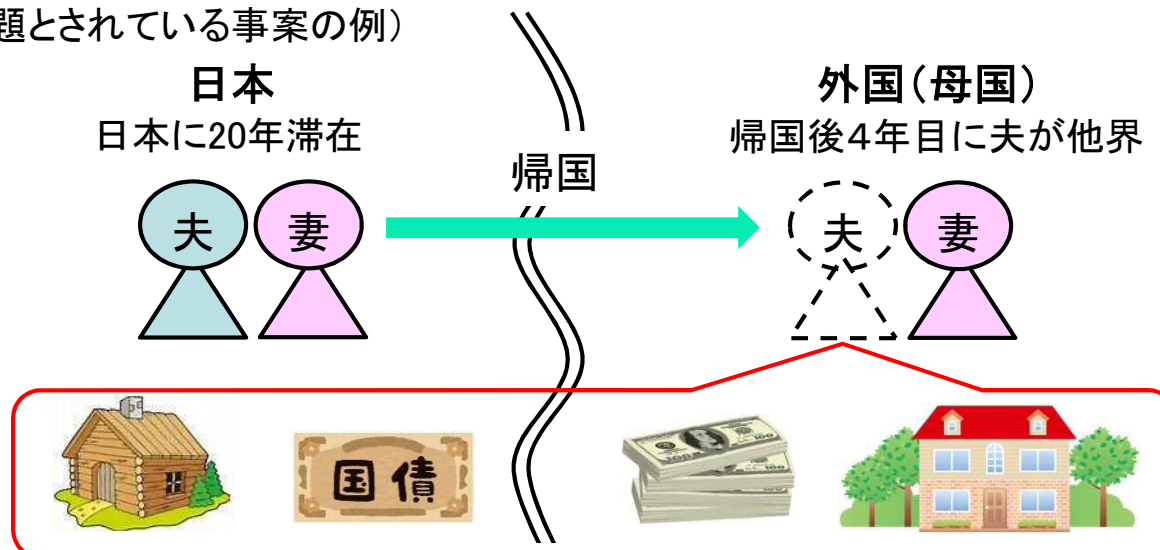 題とされている事案の例）
日本
日本に20年滞在
外国（母国）
帰国後４年目に夫が他界
帰国
夫
妻
夫
妻
国債
100
100